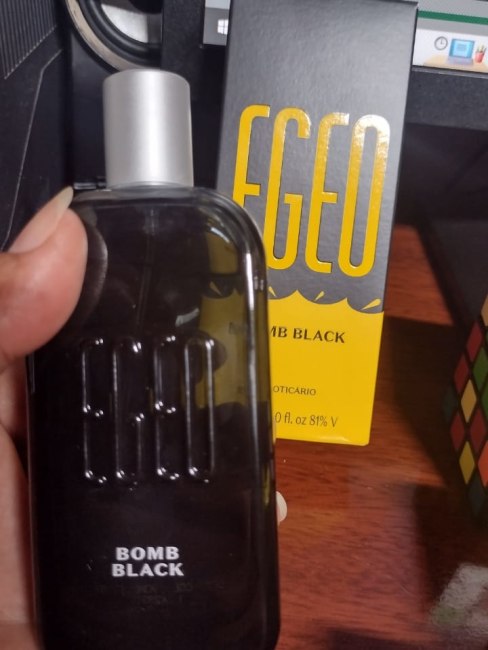 EGEO
MB BLACK
OTICÁRIO
0 fl. oz 81% V
EGEO
BOMB
BLACK